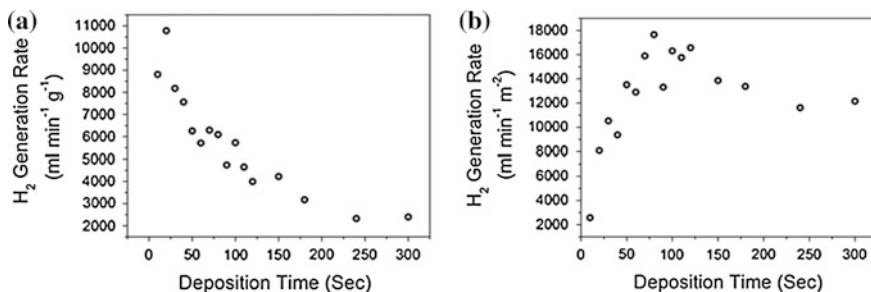 (a)
H₂ Generation Rate
(ml min⁻¹ g⁻¹)
11000
10000
9000
8000
7000
6000
5000
4000
3000
2000
0 50 100 150 200 250 300
Deposition Time (Sec)
(b)
H₂ Generation Rate
(ml min⁻¹ m⁻²)
18000
16000
14000
12000
10000
8000
6000
4000
2000
0 50 100 150 200 250 300
Deposition Time (Sec)